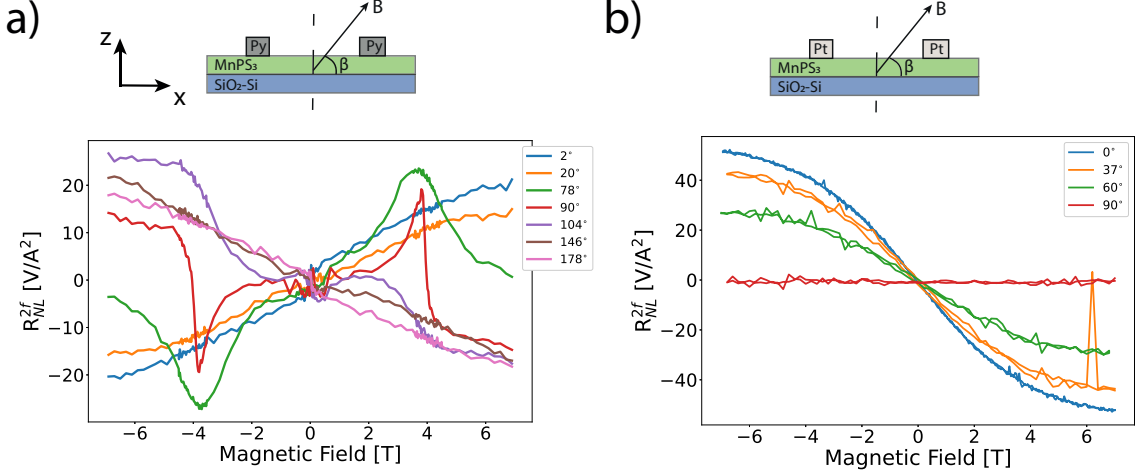 a)
z
x
B
Py
Py
MnPS₃
β
SiO₂-Si
R_NL^2f [V/A²]
20
10
0
−10
−20
−6
−4
−2
0
2
4
6
Magnetic Field [T]
2°
20°
78°
90°
104°
146°
178°
b)
B
Pt
Pt
MnPS₃
β
SiO₂-Si
R_NL^2f [V/A²]
40
20
0
−20
−40
−6
−4
−2
0
2
4
6
Magnetic Field [T]
0°
37°
60°
90°